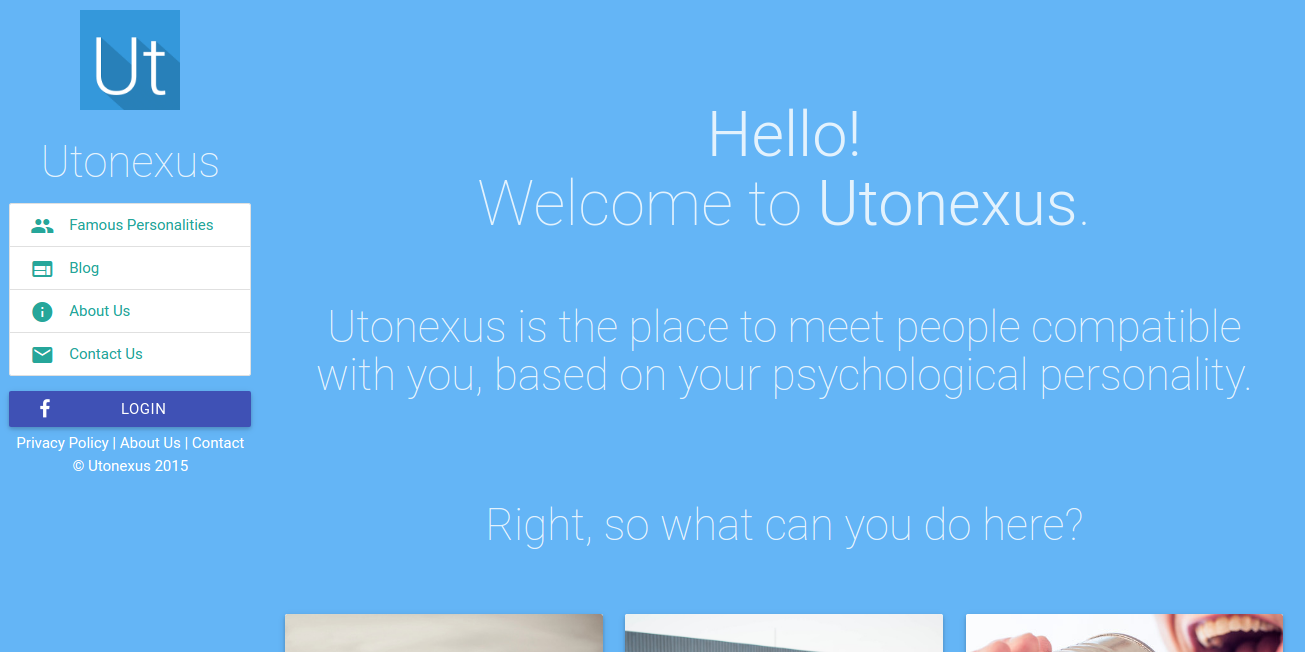 Ut
Utonexus
Famous Personalities
Blog
About Us
Contact Us
LOGIN
Privacy Policy | About Us | Contact
© Utonexus 2015
Hello!
Welcome to Utonexus.
Utonexus is the place to meet people compatible
with you, based on your psychological personality.
Right, so what can you do here?